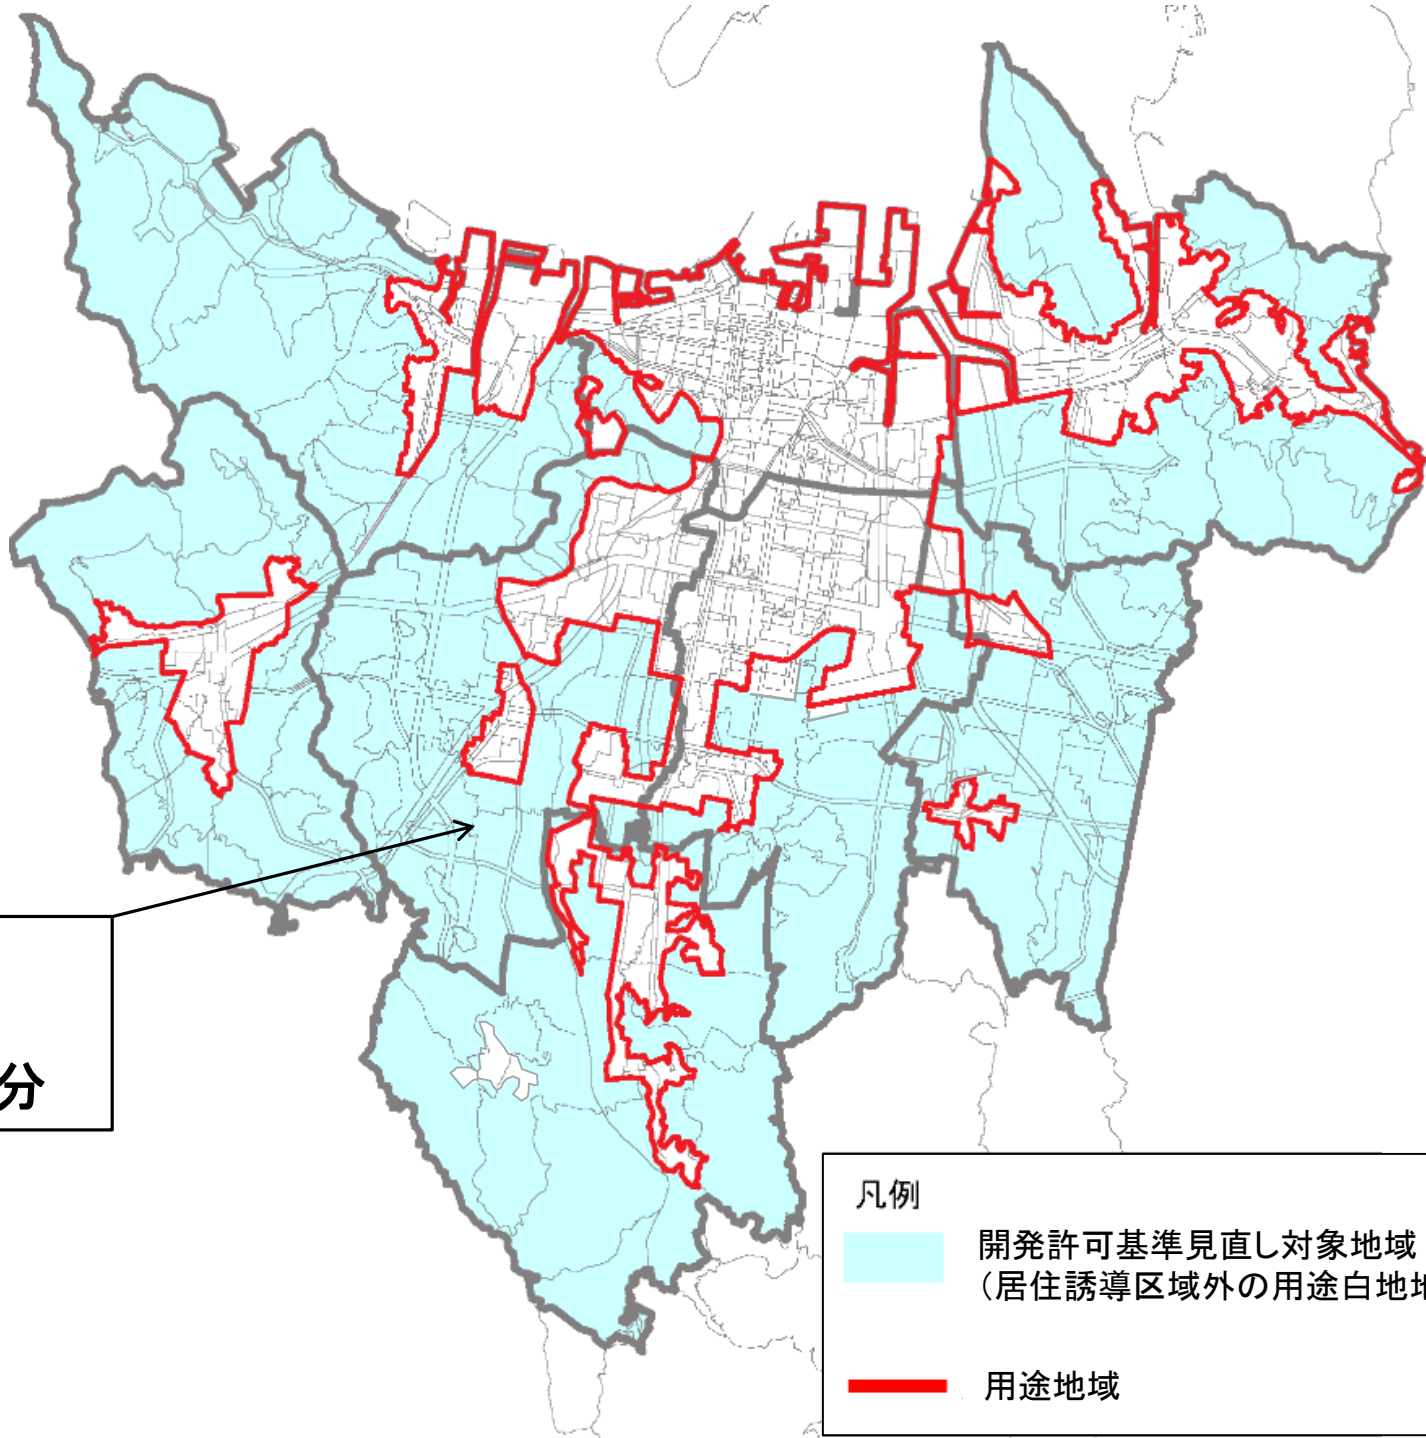 分
凡例
開発許可基準見直し対象地域
（居住誘導区域外の用途白地
用途地域